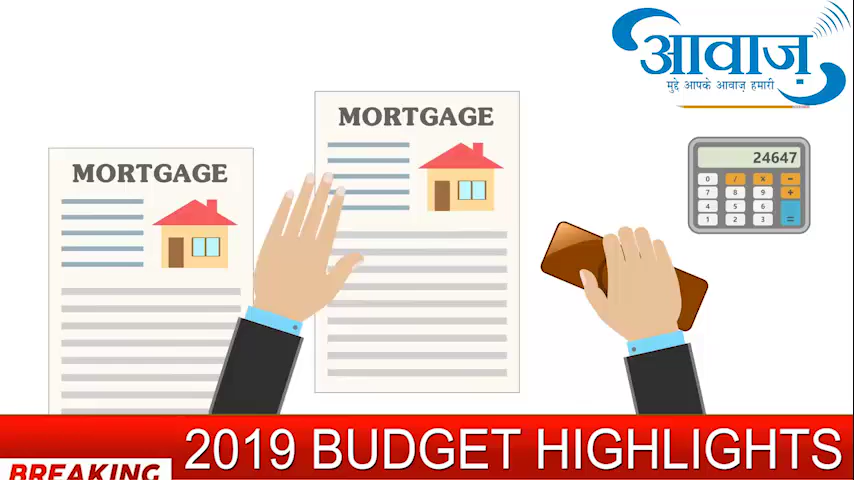 आवाज़
मुद्दे आपके आवाज़ हमारी
MORTGAGE
MORTGAGE
24647
0 / × −
7 8 9 +
4 5 6
1 2 3 =
2019 BUDGET HIGHLIGHTS
BREAKING